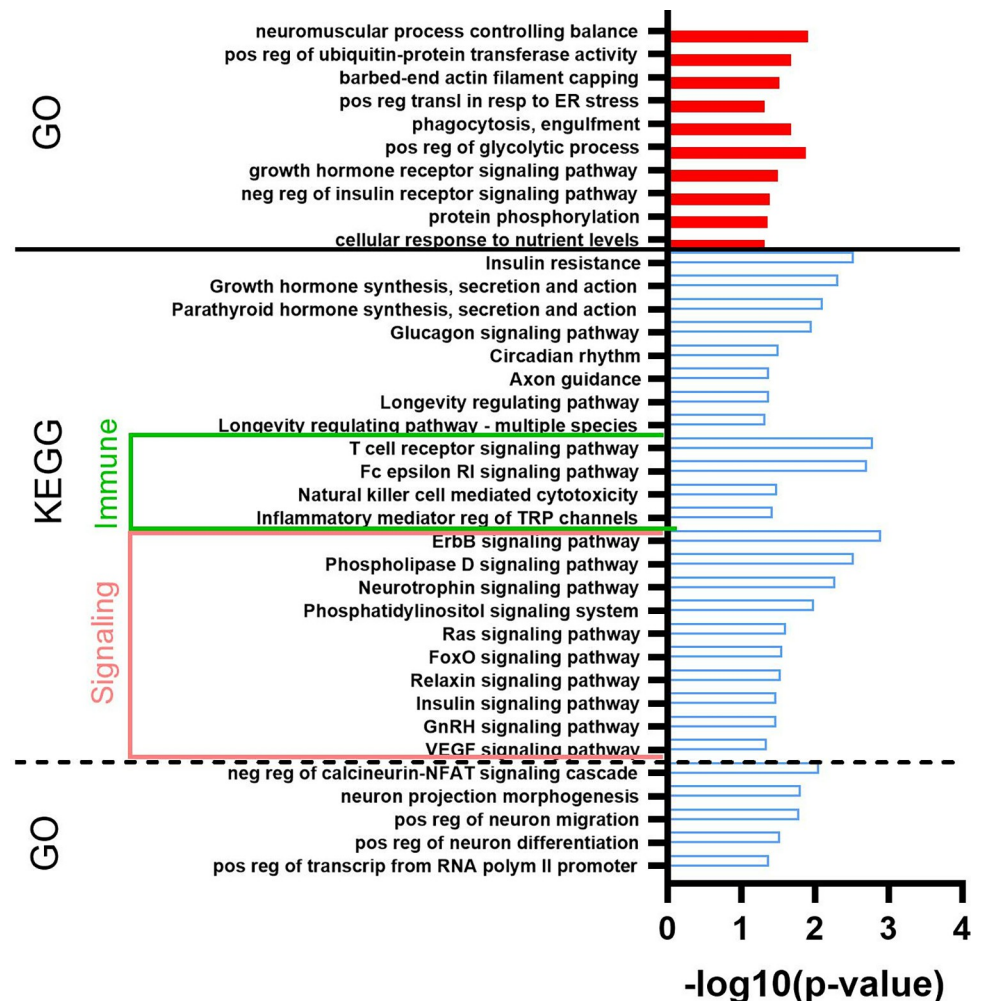 GO
neuromuscular process controlling balance
pos reg of ubiquitin-protein transferase activity
barbed-end actin filament capping
pos reg transl in resp to ER stress
phagocytosis, engulfment
pos reg of glycolytic process
growth hormone receptor signaling pathway
neg reg of insulin receptor signaling pathway
protein phosphorylation
cellular response to nutrient levels
KEGG
Insulin resistance
Growth hormone synthesis, secretion and action
Parathyroid hormone synthesis, secretion and action
Glucagon signaling pathway
Circadian rhythm
Axon guidance
Longevity regulating pathway
Longevity regulating pathway - multiple species
Immune
T cell receptor signaling pathway
Fc epsilon RI signaling pathway
Natural killer cell mediated cytotoxicity
Inflammatory mediator reg of TRP channels
Signaling
ErbB signaling pathway
Phospholipase D signaling pathway
Neurotrophin signaling pathway
Phosphatidylinositol signaling system
Ras signaling pathway
FoxO signaling pathway
Relaxin signaling pathway
Insulin signaling pathway
GnRH signaling pathway
VEGF signaling pathway
GO
neg reg of calcineurin-NFAT signaling cascade
neuron projection morphogenesis
pos reg of neuron migration
pos reg of neuron differentiation
pos reg of transcrip from RNA polym II promoter
0 1 2 3 4
-log10(p-value)